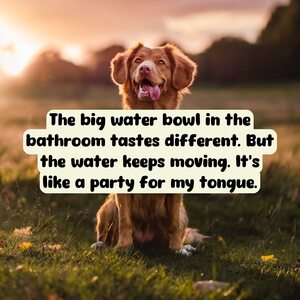 The big water bowl in the
bathroom tastes different. But
the water keeps moving. It's
like a party for my tongue.